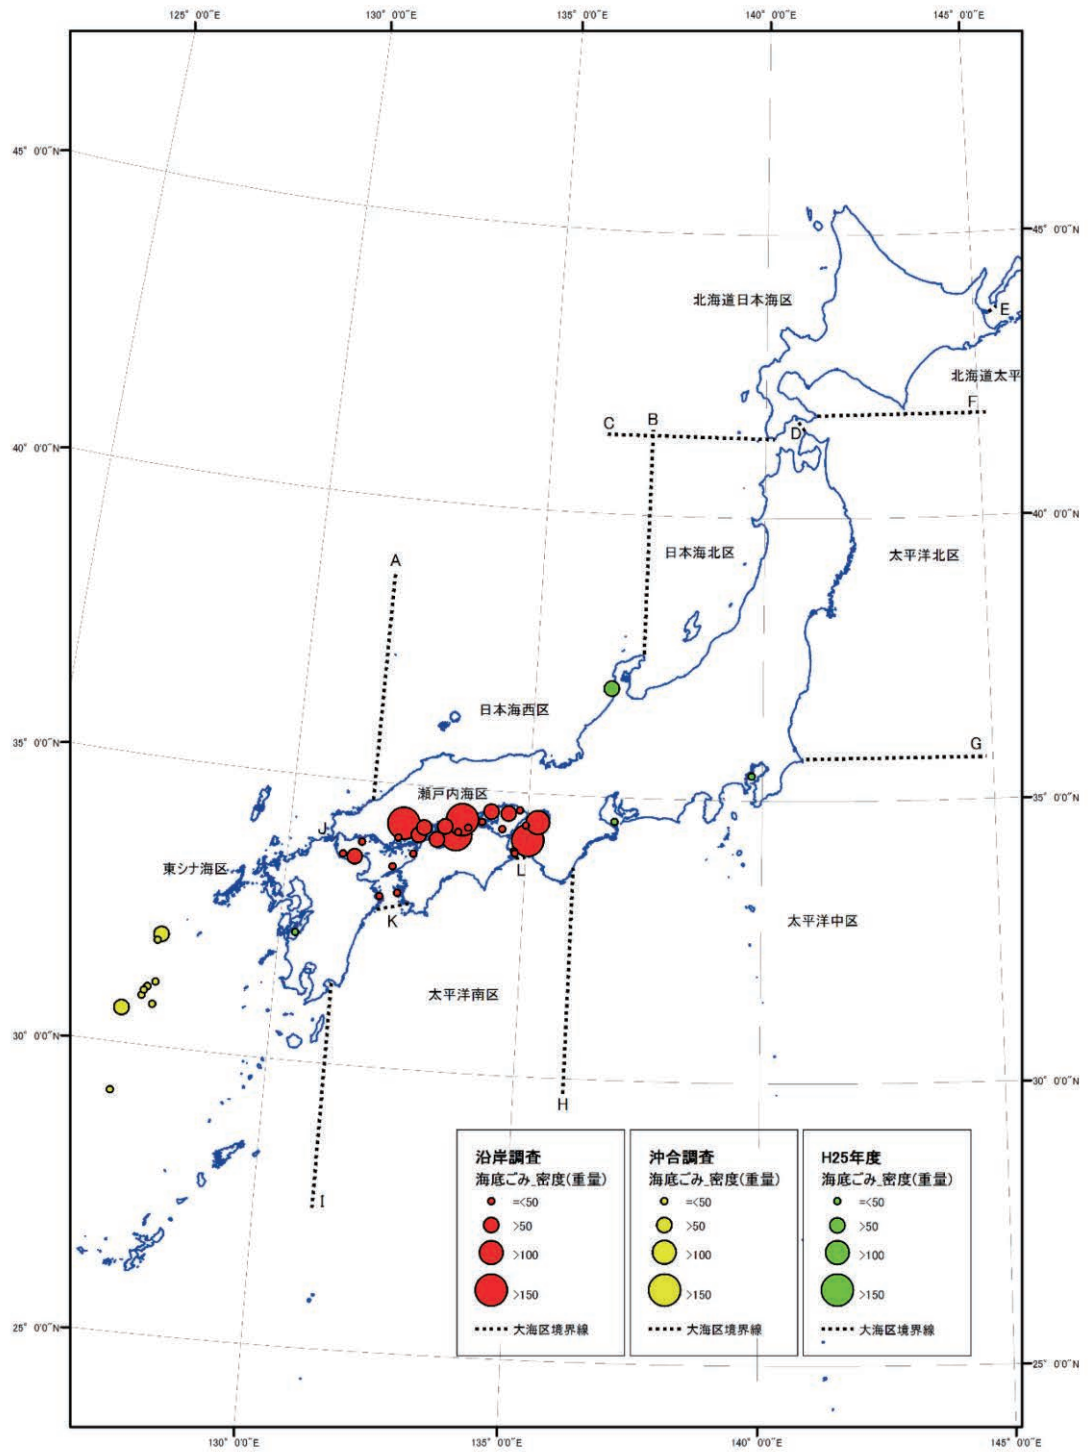 125° 0'0"E
130° 0'0"E
135° 0'0"E
140° 0'0"E
145° 0'0"E
45° 0'0"N
45° 0'0"N
北海道日本海区
E
北海道太平
F
C
B
D
40° 0'0"N
40° 0'0"N
日本海北区
太平洋北区
A
日本海西区
35° 0'0"N
G
瀬戸内海区
35° 0'0"N
J
東シナ海区
L
K
太平洋中区
太平洋南区
30° 0'0"N
30° 0'0"N
H
I
沿岸調査
海底ごみ_密度(重量)
=<50
>50
>100
>150
大海区境界線
沖合調査
海底ごみ_密度(重量)
=<50
>50
>100
>150
大海区境界線
H25年度
海底ごみ_密度(重量)
=<50
>50
>100
>150
大海区境界線
25° 0'0"N
25° 0'0"N
130° 0'0"E
135° 0'0"E
140° 0'0"E
145° 0'0"E